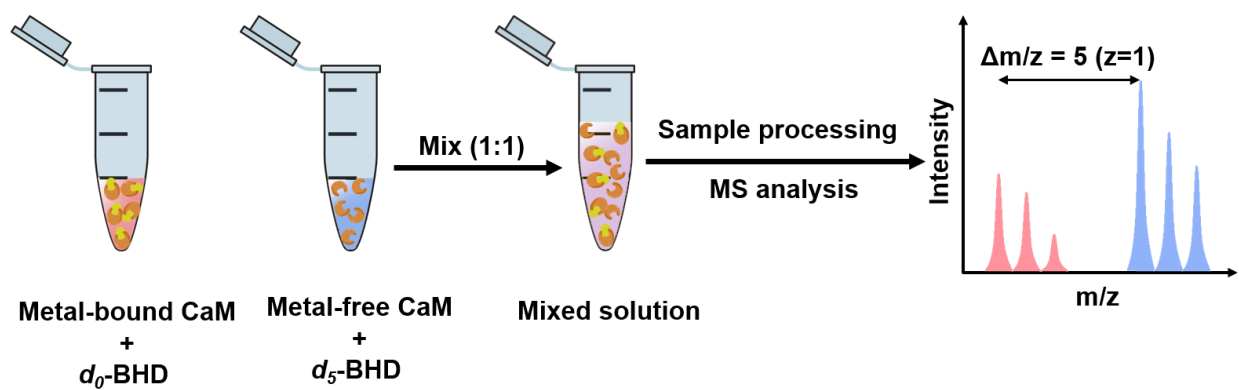 Δm/z = 5 (z=1)
Mix (1:1)
Sample processing
MS analysis
Intensity
m/z
Metal-bound CaM
+
d₀-BHD
Metal-free CaM
+
d₅-BHD
Mixed solution